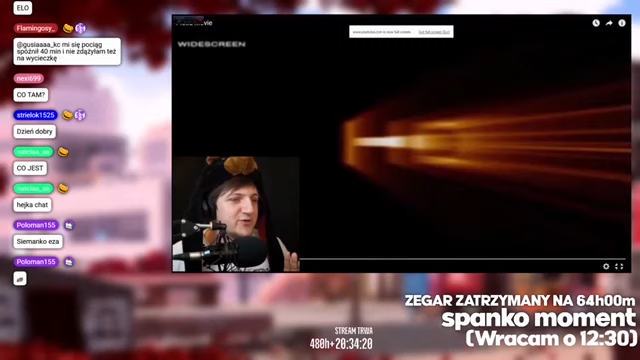 ELO
Flamingosy_
@gusiaaaa_kc mi się pociąg
spóźnił 40 min i nie zdążyłam też
na wycieczkę
nexit99
CO TAM?
strielok1525
Dzień dobry
CO JEST
hejka chat
Poloman155
Siemanko eza
Poloman155
WIDESCREEN
ZEGAR ZATRZYMANY NA 64h00m
spanko moment
(Wracam o 12:30)
STREAM TRWA
480h+20:34:20